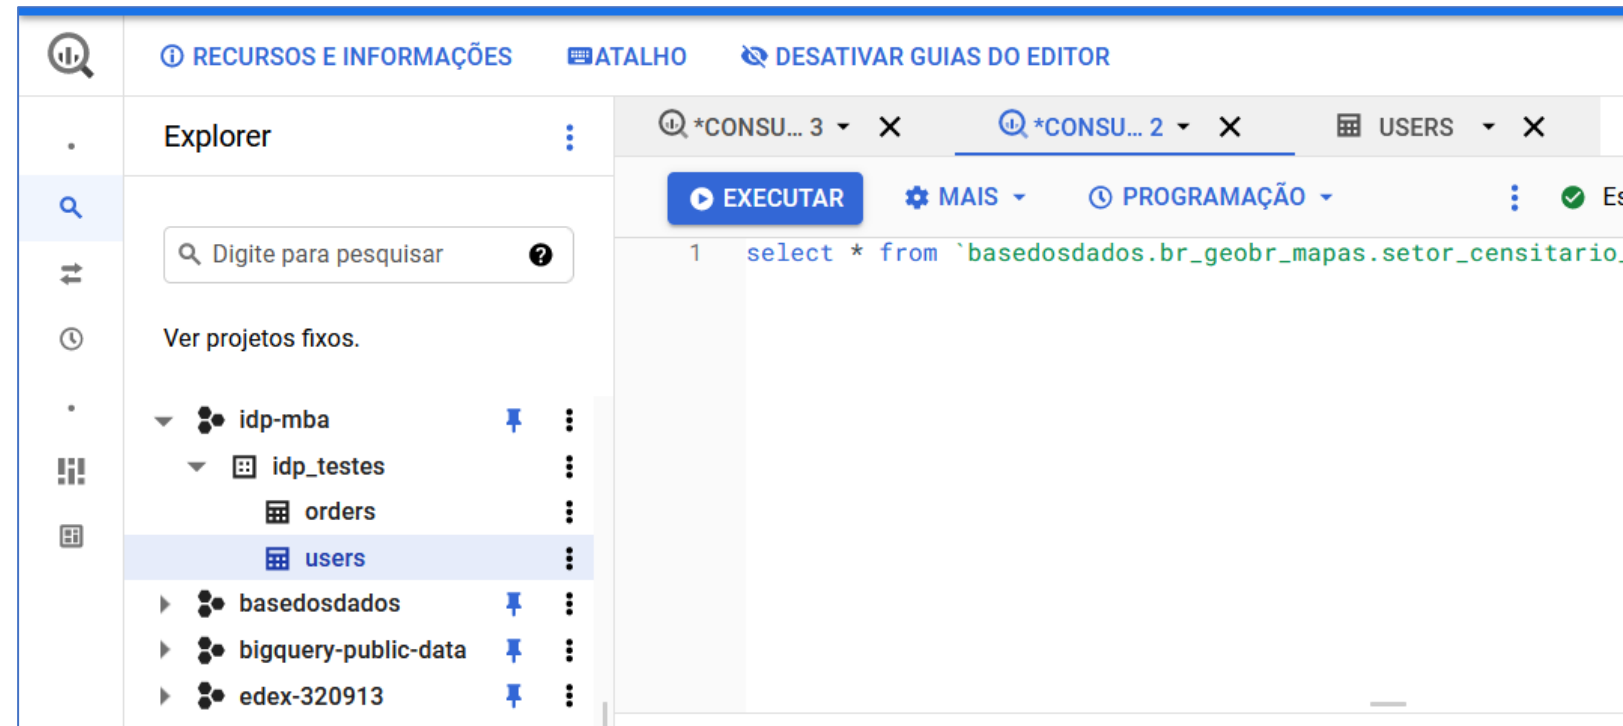 RECURSOS E INFORMAÇÕES ATALHO DESATIVAR GUIAS DO EDITOR
Explorer
*CONSU... 3 *CONSU... 2 USERS
EXECUTAR MAIS PROGRAMAÇÃO Es
Digite para pesquisar
1 select * from `basedosdados.br_geobr_mapas.setor_censitario_
Ver projetos fixos.
idp-mba
idp_testes
orders
users
basedosdados
bigquery-public-data
edex-320913